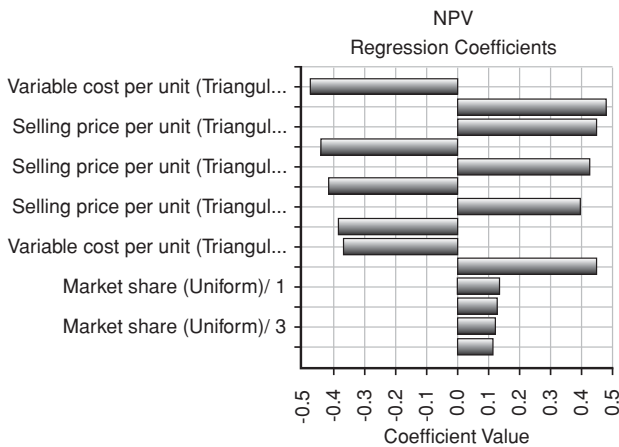 NPV
Regression Coefficients
Variable cost per unit (Triangul...
Selling price per unit (Triangul...
Selling price per unit (Triangul...
Selling price per unit (Triangul...
Variable cost per unit (Triangul...
Market share (Uniform)/ 1
Market share (Uniform)/ 3
-0.5
-0.4
-0.3
-0.2
-0.1
0.0
0.1
0.2
0.3
0.4
0.5
Coefficient Value